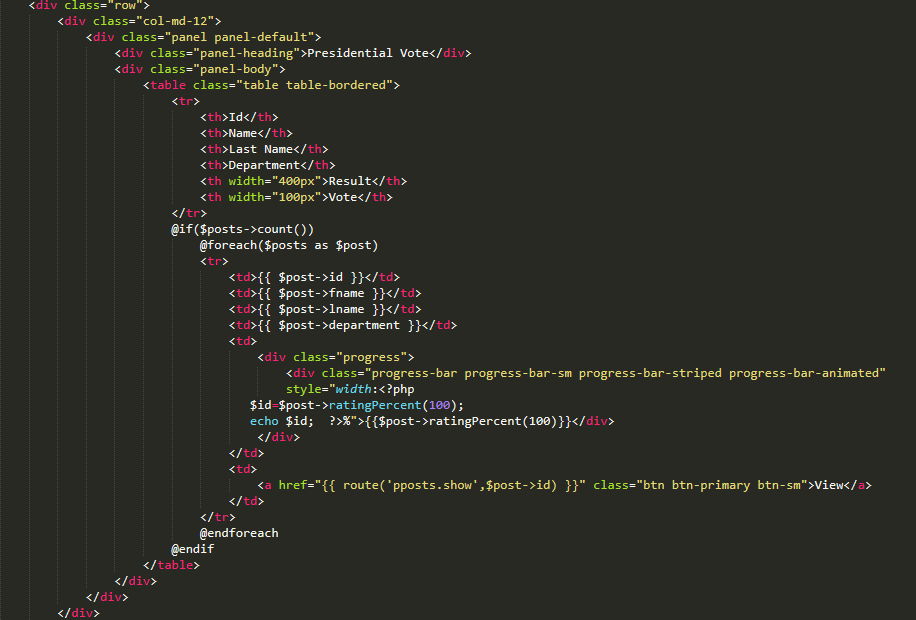 <div class="row">
<div class="col-md-12">
<div class="panel panel-default">
<div class="panel-heading">Presidential Vote</div>
<div class="panel-body">
<table class="table table-bordered">
<tr>
<th>Id</th>
<th>Name</th>
<th>Last Name</th>
<th>Department</th>
<th width="400px">Result</th>
<th width="100px">Vote</th>
</tr>
@if($posts->count())
@foreach($posts as $post)
<tr>
<td>{{ $post->id }}</td>
<td>{{ $post->fname }}</td>
<td>{{ $post->lname }}</td>
<td>{{ $post->department }}</td>
<td>
<div class="progress">
<div class="progress-bar progress-bar-sm progress-bar-striped progress-bar-animated"
style="width:<?php
$id=$post->ratingPercent(100);
echo $id;  ?>%">{{$post->ratingPercent(100)}}</div>
</div>
</td>
<td>
<a href="{{ route('pposts.show',$post->id) }}" class="btn btn-primary btn-sm">View</a>
</td>
</tr>
@endforeach
@endif
</table>
</div>
</div>
</div>